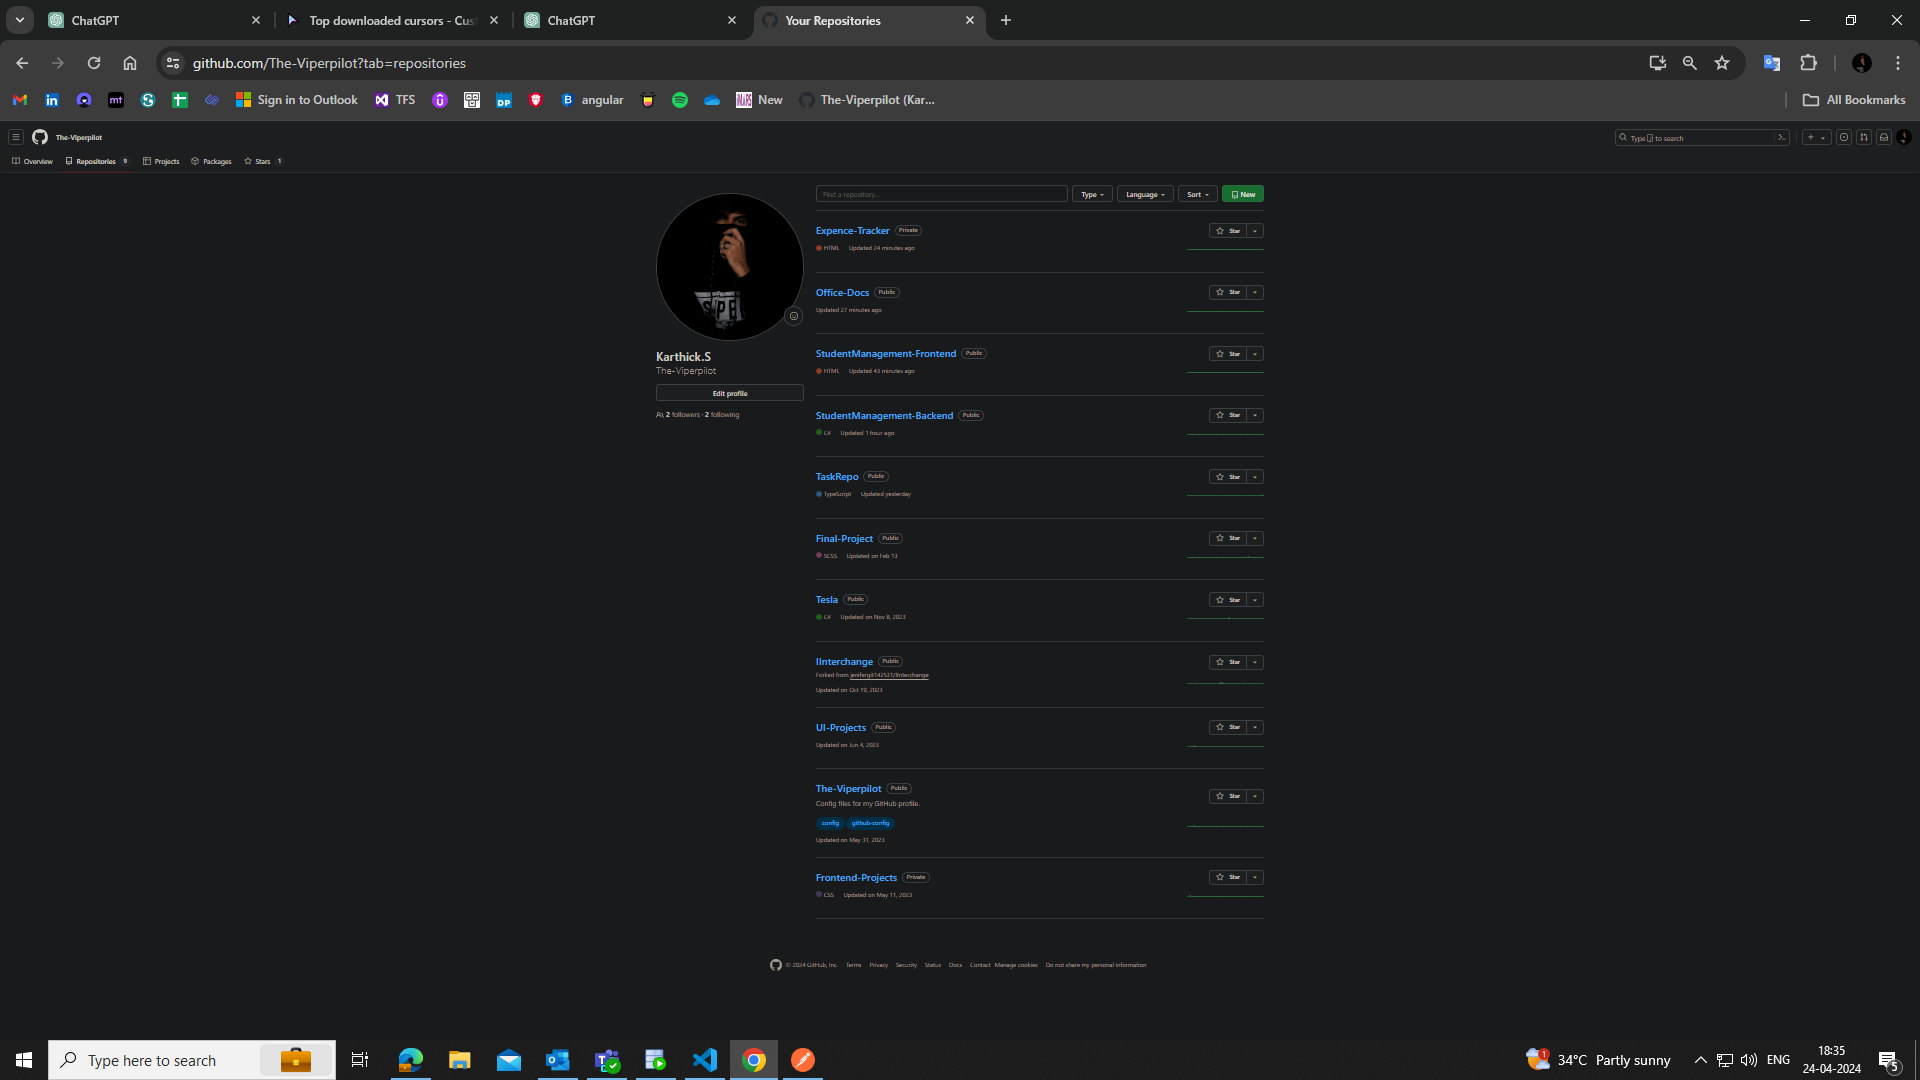 ChatGPT
Top downloaded cursors - Cus
ChatGPT
Your Repositories
github.com/The-Viperpilot?tab=repositories
Sign in to Outlook
TFS
DP
angular
New
The-Viperpilot (Kar...
All Bookmarks
The-Viperpilot
Type / to search
Overview
Repositories 9
Projects
Packages
Stars 1
Find a repository...
Type
Language
Sort
New
Karthick.S
The-Viperpilot
Edit profile
2 followers · 2 following
Expence-Tracker Private
Star
HTML Updated 24 minutes ago
Office-Docs Public
Star
Updated 27 minutes ago
StudentManagement-Frontend Public
Star
HTML Updated 43 minutes ago
StudentManagement-Backend Public
Star
C# Updated 1 hour ago
TaskRepo Public
Star
TypeScript Updated yesterday
Final-Project Public
Star
SCSS Updated on Feb 13
Tesla Public
Star
C# Updated on Nov 8, 2023
IInterchange Public
Star
Forked from jenifergit142531/IInterchange
Updated on Oct 19, 2023
UI-Projects Public
Star
Updated on Jun 4, 2023
The-Viperpilot Public
Star
Config files for my GitHub profile.
config github-config
Updated on May 31, 2023
Frontend-Projects Private
Star
CSS Updated on May 11, 2023
© 2024 GitHub, Inc. Terms Privacy Security Status Docs Contact Manage cookies Do not share my personal information
Type here to search
1
34°C Partly sunny
ENG
18:35
24-04-2024
5